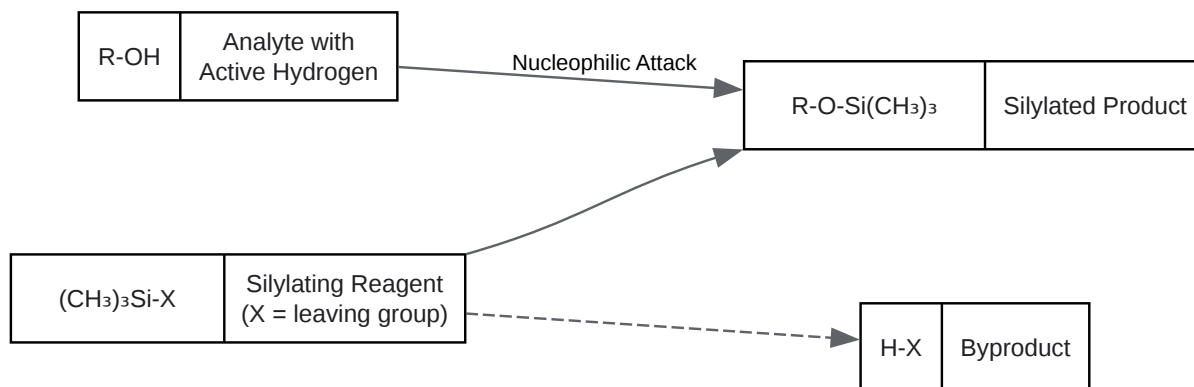 R-OH
Analyte with
Active Hydrogen
Nucleophilic Attack
R-O-Si(CH₃)₃
Silylated Product
(CH₃)₃Si-X
Silylating Reagent
(X = leaving group)
H-X
Byproduct